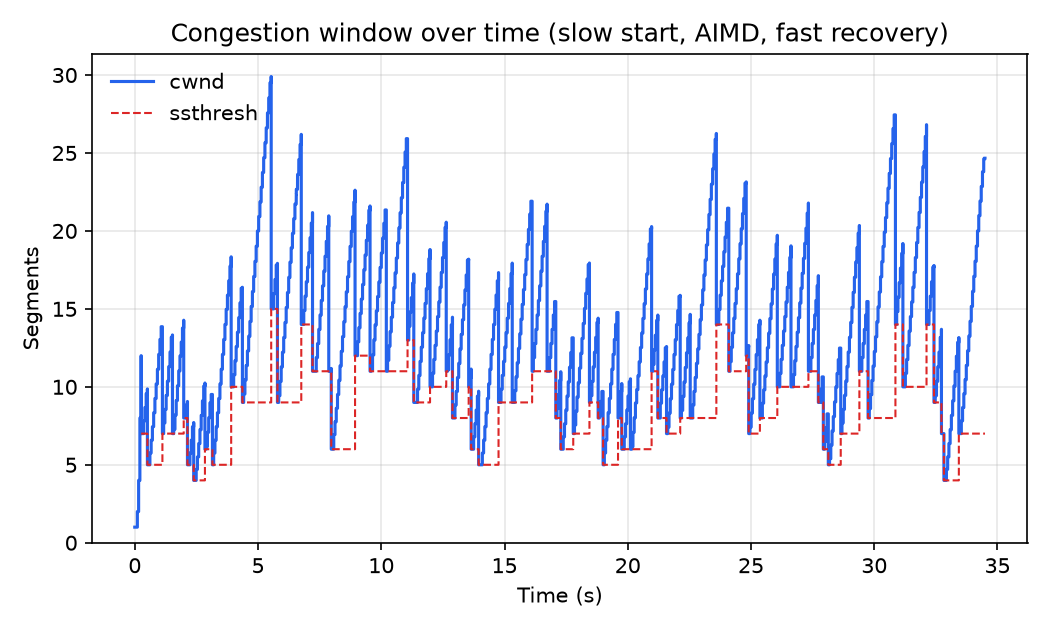 Congestion window over time (slow start, AIMD, fast recovery)
cwnd
ssthresh
30
25
20
15
10
5
0
Segments
0 5 10 15 20 25 30 35
Time (s)